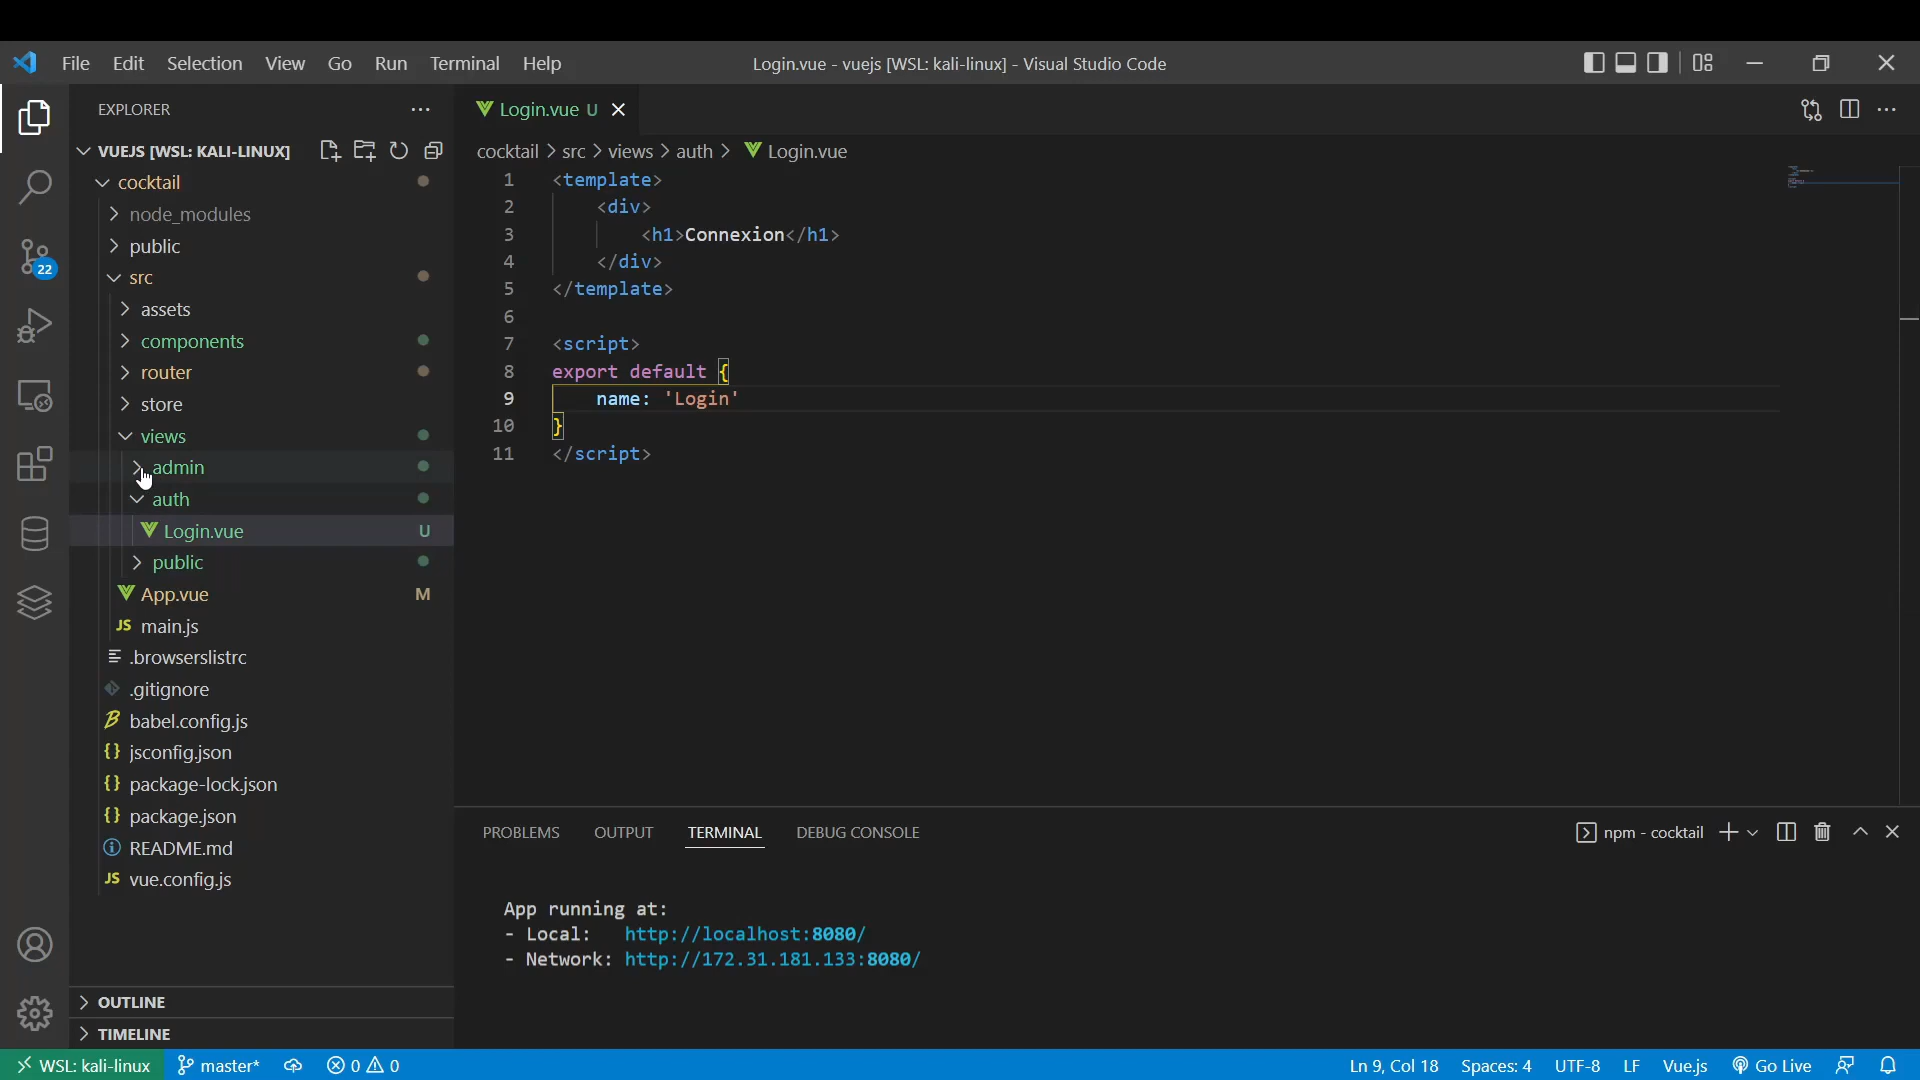 File Edit Selection View Go Run Terminal Help
Login.vue - vuejs [WSL: kali-linux] - Visual Studio Code
EXPLORER
VUEJS [WSL: KALI-LINUX]
cocktail
node_modules
public
src
assets
components
router
store
views
admin
auth
Login.vue U
public
App.vue M
JS main.js
.browserslistrc
.gitignore
babel.config.js
{} jsconfig.json
{} package-lock.json
{} package.json
README.md
JS vue.config.js
OUTLINE
TIMELINE
22
Login.vue U
cocktail > src > views > auth > Login.vue
1 <template>
2 <div>
3 <h1>Connexion</h1>
4 </div>
5 </template>
6
7 <script>
8 export default {
9 name: 'Login'
10 }
11 </script>
PROBLEMS OUTPUT TERMINAL DEBUG CONSOLE
npm - cocktail
App running at:
- Local: http://localhost:8080/
- Network: http://172.31.181.133:8080/
WSL: kali-linux master* 0 0
Ln 9, Col 18 Spaces: 4 UTF-8 LF Vue.js Go Live